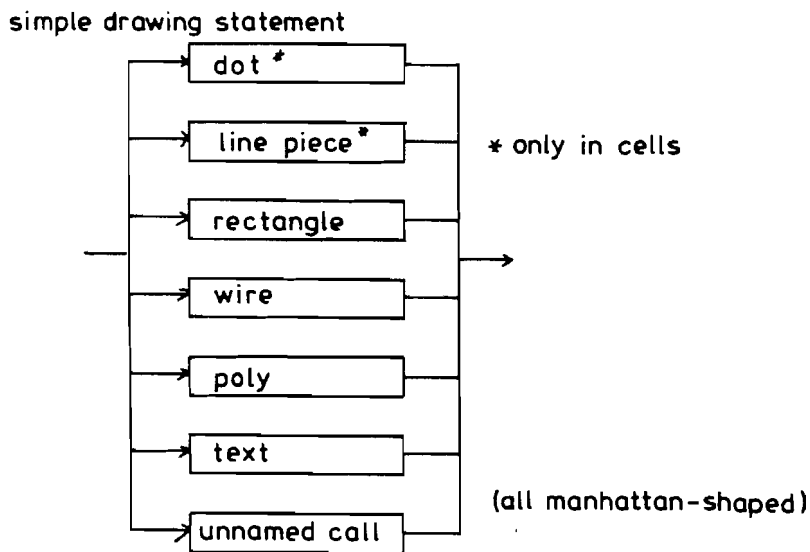 simple drawing statement
dot *
line piece *
* only in cells
rectangle
wire
poly
text
(all manhattan-shaped)
unnamed call